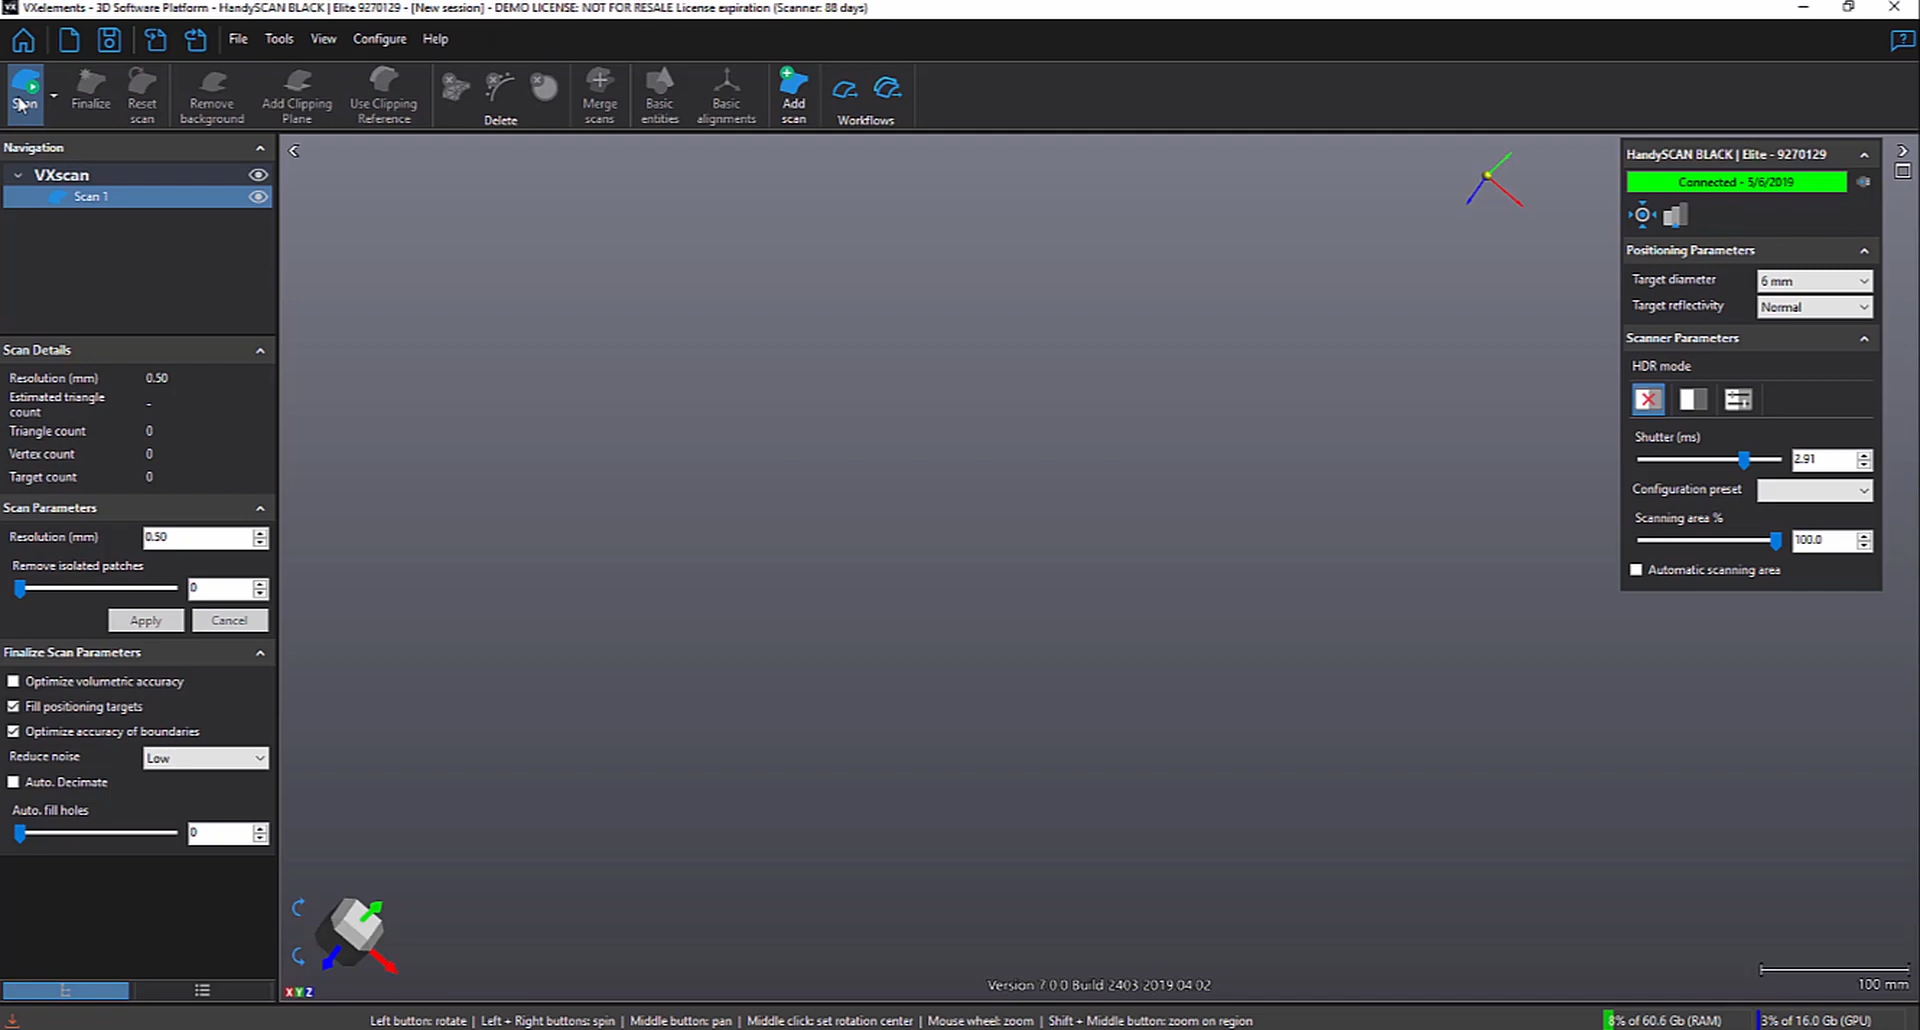 VXelements - 3D Software Platform - HandySCAN BLACK | Elite 9270129 - [New session] - DEMO LICENSE: NOT FOR RESALE License expiration (Scanner: 88 days)
File Tools View Configure Help
Scan Finalize Reset scan Remove background Add Clipping Plane Use Clipping Reference Delete Merge scans Basic entities Basic alignments Add scan Workflows
Navigation
VXscan
Scan 1
Scan Details
Resolution (mm) 0.50
Estimated triangle count -
Triangle count 0
Vertex count 0
Target count 0
Scan Parameters
Resolution (mm) 0.50
Remove isolated patches
0
Apply Cancel
Finalize Scan Parameters
Optimize volumetric accuracy
Fill positioning targets
Optimize accuracy of boundaries
Reduce noise Low
Auto. Decimate
Auto. fill holes
0
HandySCAN BLACK | Elite - 9270129
Connected - 5/6/2019
Positioning Parameters
Target diameter 6 mm
Target reflectivity Normal
Scanner Parameters
HDR mode
Shutter (ms)
2.91
Configuration preset
Scanning area %
100.0
Automatic scanning area
XYZ
Version 7.0.0 Build 2403 2019.04.02
100 mm
Left button: rotate | Left + Right buttons: spin | Middle button: pan | Middle click: set rotation center | Mouse wheel: zoom | Shift + Middle button: zoom on region
8% of 60.6 Gb (RAM) 3% of 16.0 Gb (GPU)